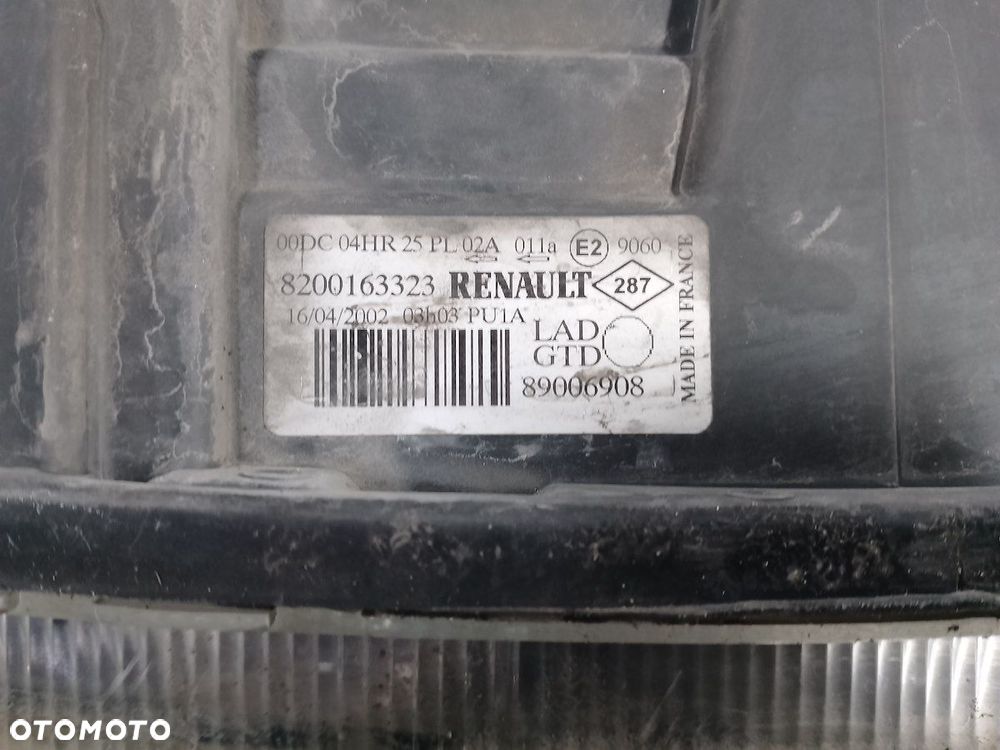 00DC 04HR 25 PL 02A 011a E2 9060
8200163323 RENAULT 287
16/04/2002 03h03 PU1A
LAD
GTD
89006908
MADE IN FRANCE
OTOMOTO